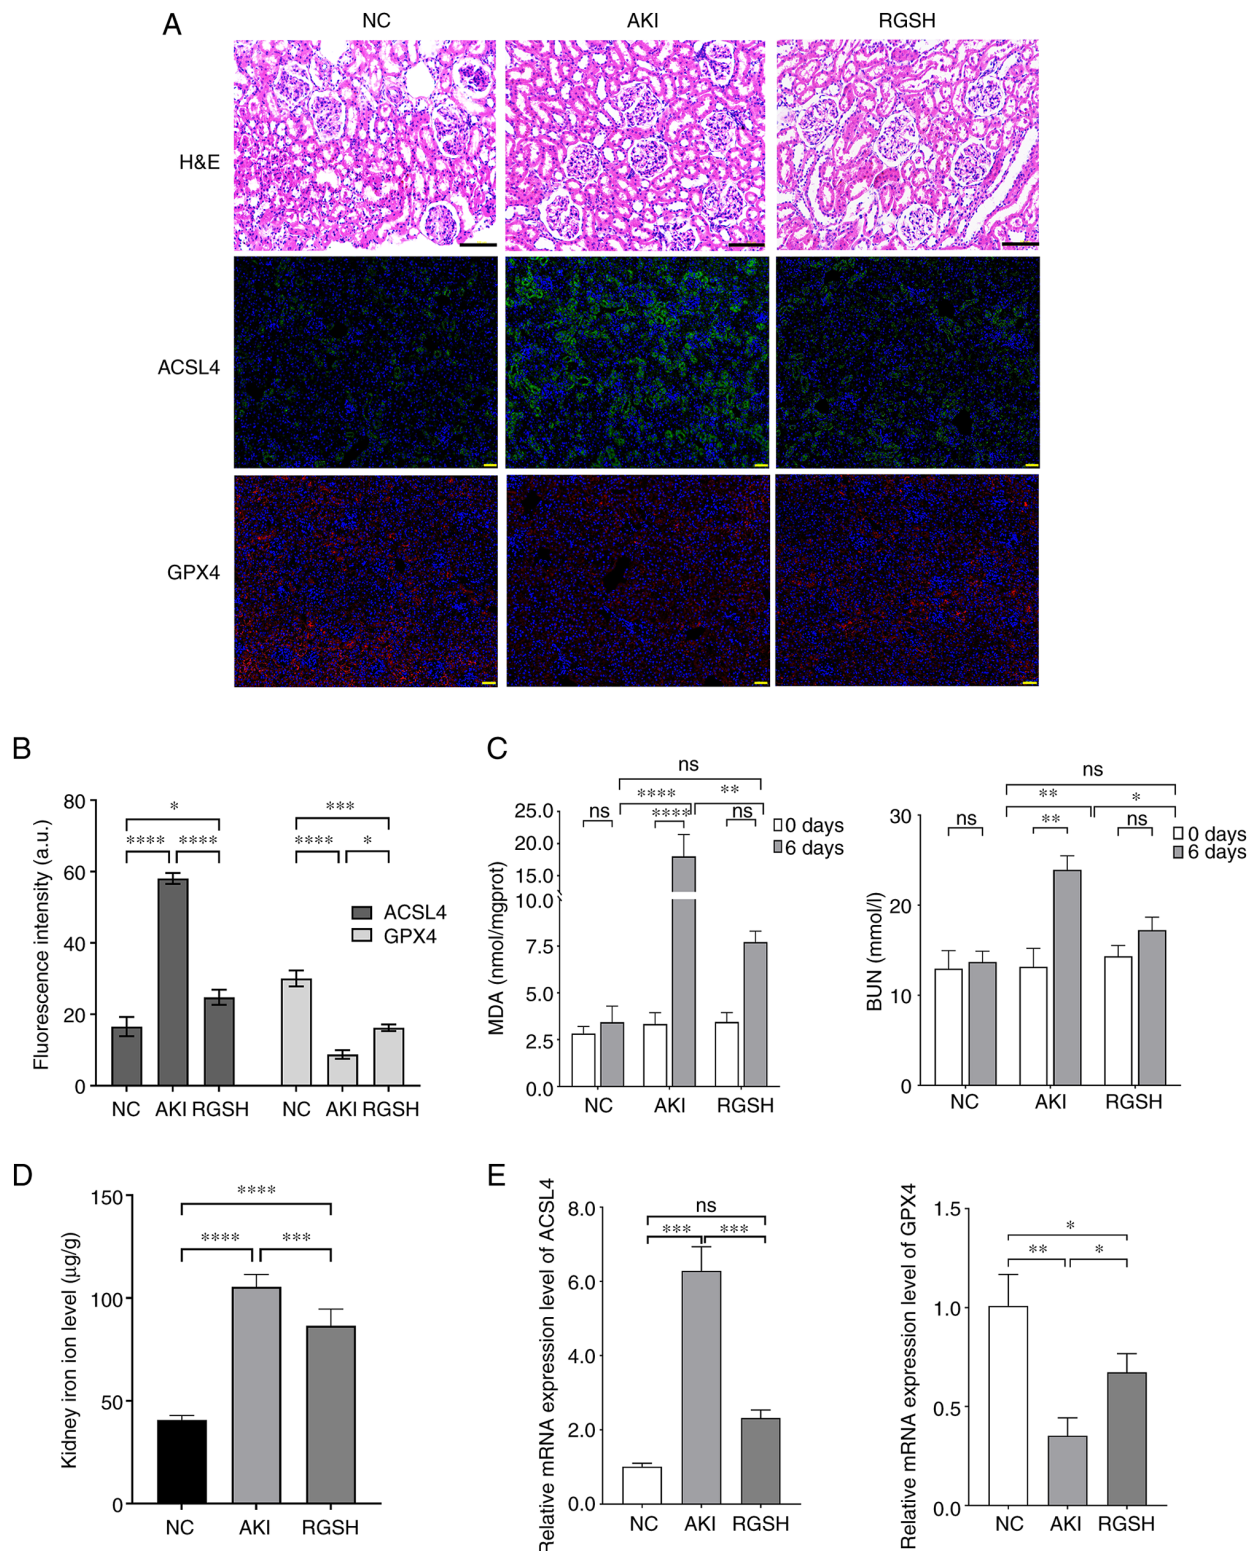 A
NC AKI RGSH
H&E
ACSL4
GPX4
B
Fluorescence intensity (a.u.)
80
60
40
20
0
*
**** ****
***
**** *
ACSL4
GPX4
NC AKI RGSH NC AKI RGSH
C
MDA (nmol/mgprot)
25.0
20.0
15.0
10.0
7.5
5.0
2.5
0.0
ns
**** **
ns **** ns
0 days
6 days
NC AKI RGSH
BUN (mmol/l)
30
20
10
0
ns
** *
ns ** ns
0 days
6 days
NC AKI RGSH
D
Kidney iron ion level (µg/g)
150
100
50
0
****
**** ***
NC AKI RGSH
E
Relative mRNA expression level of ACSL4
8.0
6.0
4.0
2.0
0.0
ns
*** ***
NC AKI RGSH
Relative mRNA expression level of GPX4
1.5
1.0
0.5
0.0
*
** *
NC AKI RGSH